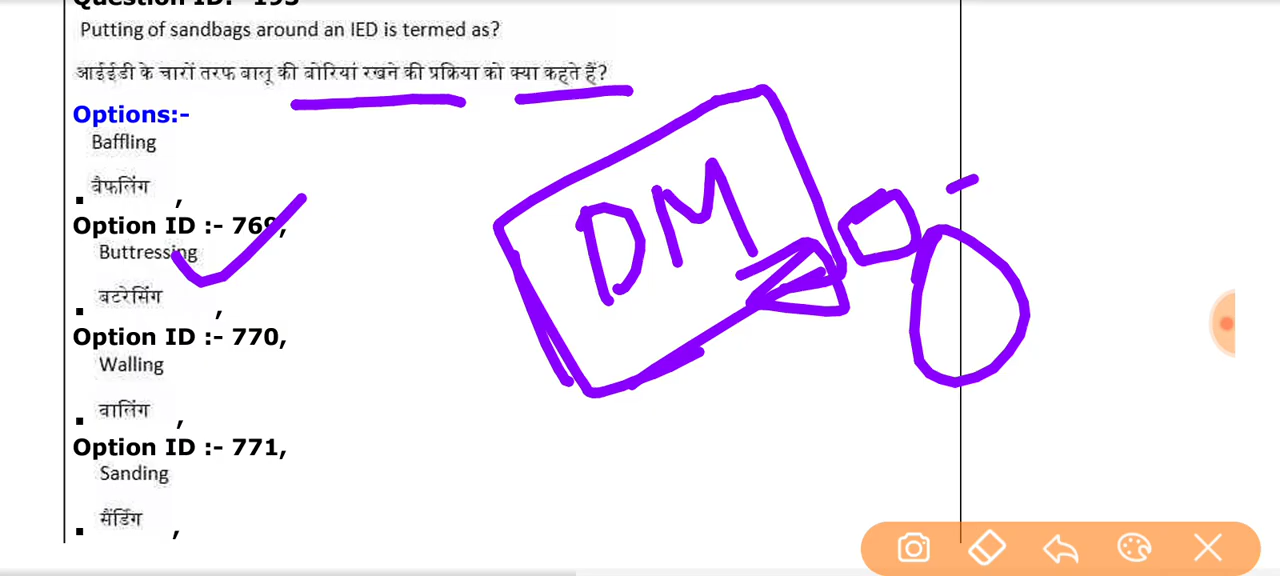 Question ID:- 193
Putting of sandbags around an IED is termed as?
आईईडी के चारों तरफ बालू की बोरियां रखने की प्रक्रिया को क्या कहते हैं?
Options:-
Baffling
बैफलिंग ,
Option ID :- 769,
Buttressing
बटरेसिंग ,
Option ID :- 770,
Walling
वालिंग ,
Option ID :- 771,
Sanding
सैंडिंग ,
DM